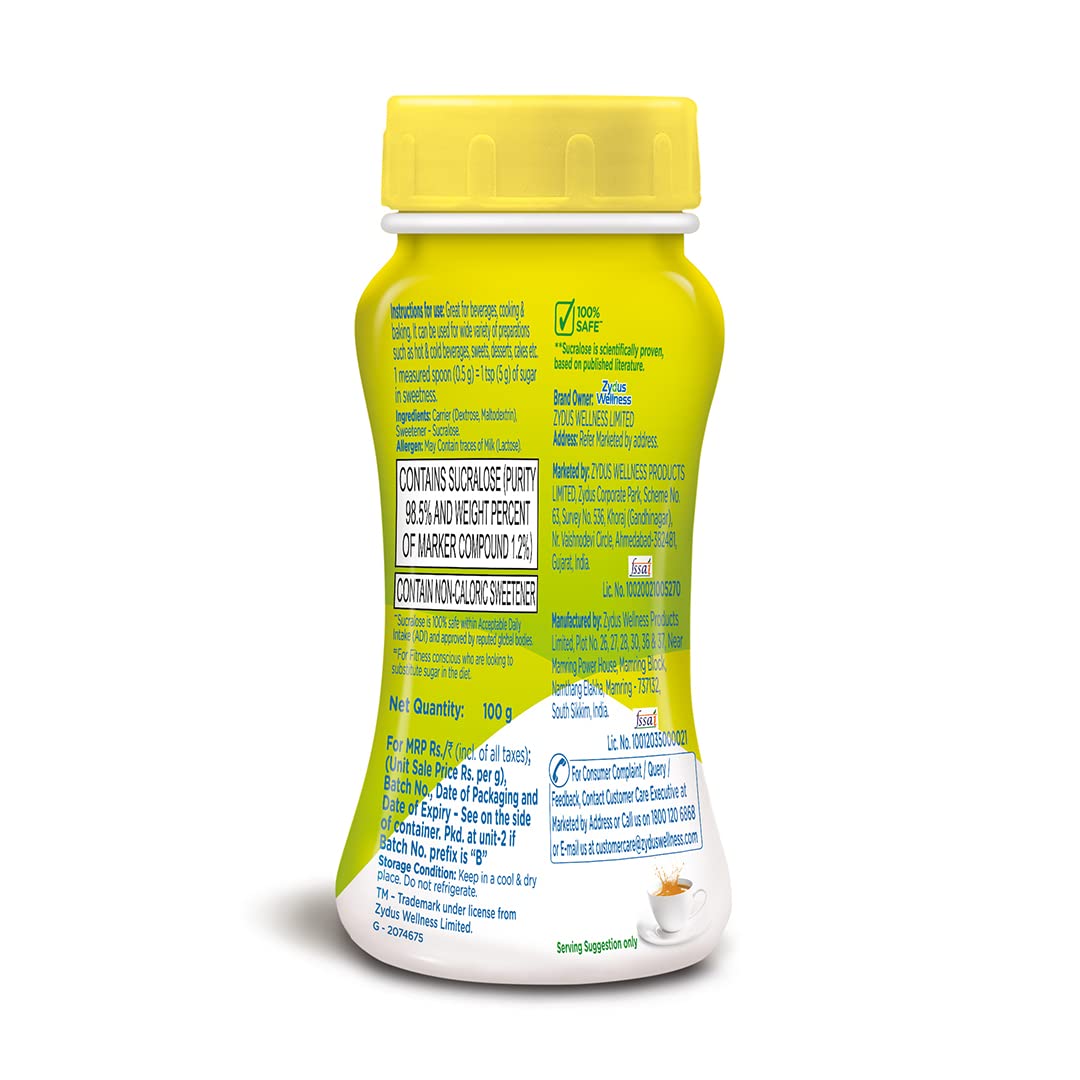 Instructions for use: Great for beverages, cooking &
baking. It can be used for wide variety of preparations
such as hot & cold beverages, sweets, desserts, cakes etc.
1 measured spoon (0.5 g) = 1 tsp (5 g) of sugar
in sweetness.
Ingredients: Carrier (Dextrose, Maltodextrin),
Sweetener - Sucralose.
Allergen: May Contain traces of Milk (Lactose).
CONTAINS SUCRALOSE (PURITY
98.5% AND WEIGHT PERCENT
OF MARKER COMPOUND 1.2%)
CONTAIN NON-CALORIC SWEETENER
**Sucralose is 100% safe within Acceptable Daily
Intake (ADI) and approved by reputed global bodies.
**For Fitness conscious who are looking to
substitute sugar in the diet.
Net Quantity: 100 g
For MRP Rs./₹ (incl. of all taxes);
(Unit Sale Price Rs. per g),
Batch No., Date of Packaging and
Date of Expiry - See on the side
of container. Pkd. at unit-2 if
Batch No. prefix is "B"
Storage Condition: Keep in a cool & dry
place. Do not refrigerate.
TM - Trademark under license from
Zydus Wellness Limited.
G - 2074675
100%
SAFE**
**Sucralose is scientifically proven,
based on published literature.
Brand Owner: Zydus Wellness
ZYDUS WELLNESS LIMITED
Address: Refer Marketed by address.
Marketed by: ZYDUS WELLNESS PRODUCTS
LIMITED, Zydus Corporate Park, Scheme No.
63, Survey No. 536, Khoraj (Gandhinagar),
Nr. Vaishnodevi Circle, Ahmedabad-382481,
Gujarat, India.
fssai
Lic. No. 10020021005270
Manufactured by: Zydus Wellness Products
Limited, Plot No. 26, 27, 28, 30, 36 & 37, Near
Mamring Power House, Mamring Block,
Namthang Elakha, Mamring - 737132,
South Sikkim, India.
fssai
Lic. No. 10012035000021
For Consumer Complaint / Query /
Feedback, Contact Customer Care Executive at
Marketed by Address or Call us on 1800 120 6868
or E-mail us at customercare@zyduswellness.com
Serving Suggestion only